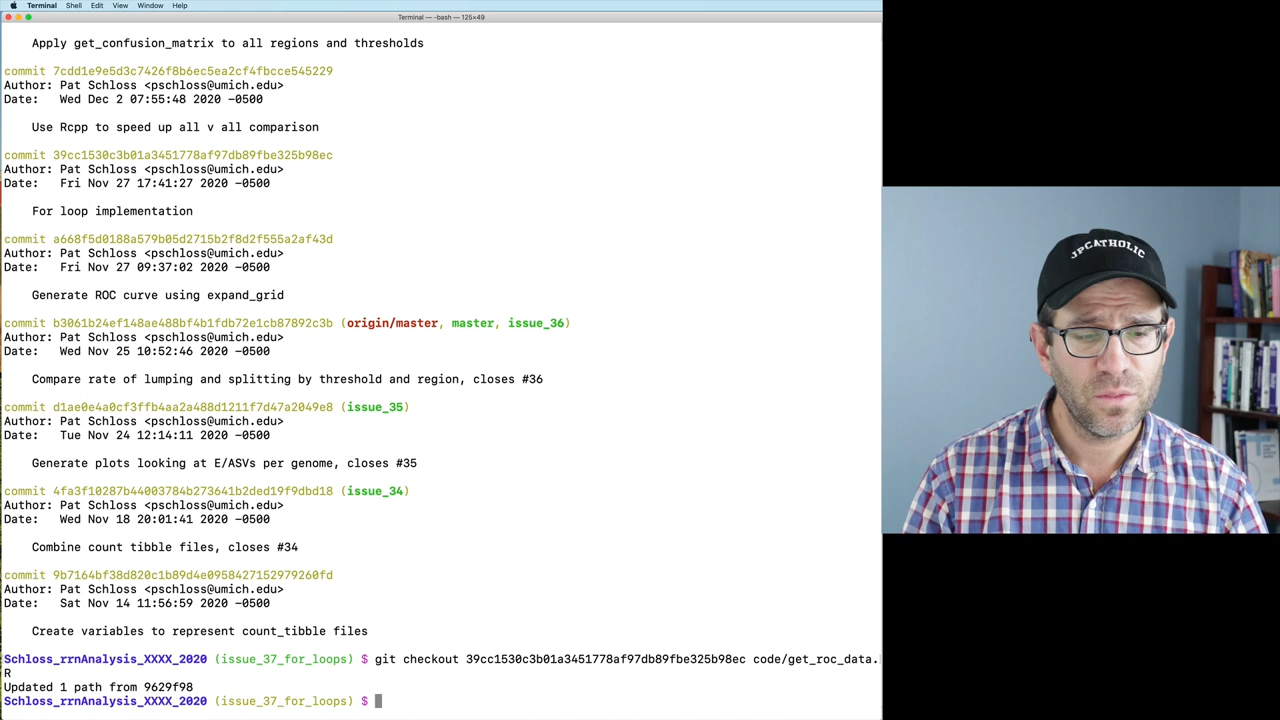 Terminal Shell Edit View Window Help
Terminal — -bash — 125×49
Apply get_confusion_matrix to all regions and thresholds
commit 7cdd1e9e5d3c7426f8b6ec5ea2cf4fbcce545229
Author: Pat Schloss <pschloss@umich.edu>
Date:   Wed Dec 2 07:55:48 2020 -0500
Use Rcpp to speed up all v all comparison
commit 39cc1530c3b01a3451778af97db89fbe325b98ec
Author: Pat Schloss <pschloss@umich.edu>
Date:   Fri Nov 27 17:41:27 2020 -0500
For loop implementation
commit a668f5d0188a579b05d2715b2f8d2f555a2af43d
Author: Pat Schloss <pschloss@umich.edu>
Date:   Fri Nov 27 09:37:02 2020 -0500
Generate ROC curve using expand_grid
commit b3061b24ef148ae488bf4b1fdb72e1cb87892c3b (origin/master, master, issue_36)
Author: Pat Schloss <pschloss@umich.edu>
Date:   Wed Nov 25 10:52:46 2020 -0500
Compare rate of lumping and splitting by threshold and region, closes #36
commit d1ae0e4a0cf3ffb4aa2a488d1211f7d47a2049e8 (issue_35)
Author: Pat Schloss <pschloss@umich.edu>
Date:   Tue Nov 24 12:14:11 2020 -0500
Generate plots looking at E/ASVs per genome, closes #35
commit 4fa3f10287b44003784b273641b2ded19f9dbd18 (issue_34)
Author: Pat Schloss <pschloss@umich.edu>
Date:   Wed Nov 18 20:01:41 2020 -0500
Combine count tibble files, closes #34
commit 9b7164bf38d820c1b89d4e0958427152979260fd
Author: Pat Schloss <pschloss@umich.edu>
Date:   Sat Nov 14 11:56:59 2020 -0500
Create variables to represent count_tibble files
Schloss_rrnAnalysis_XXXX_2020 (issue_37_for_loops) $ git checkout 39cc1530c3b01a3451778af97db89fbe325b98ec code/get_roc_data.
R
Updated 1 path from 9629f98
Schloss_rrnAnalysis_XXXX_2020 (issue_37_for_loops) $
JPCATHOLIC